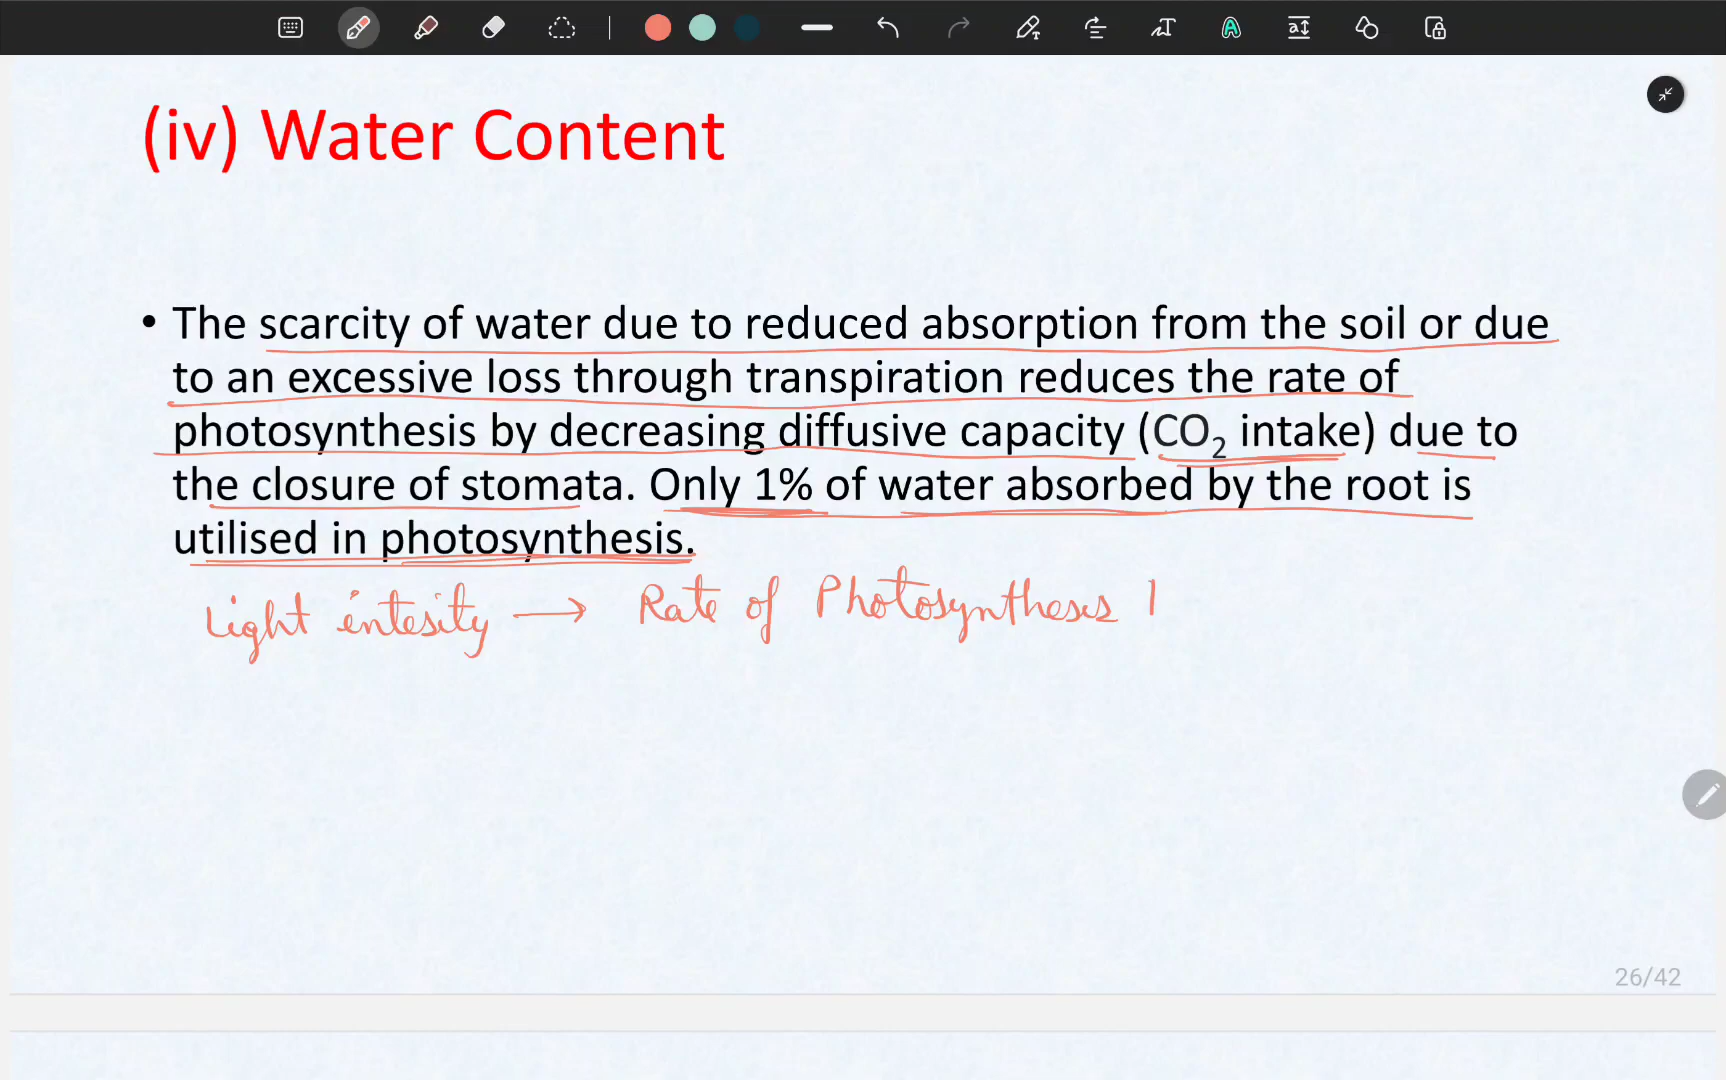 (iv) Water Content
• The scarcity of water due to reduced absorption from the soil or due
to an excessive loss through transpiration reduces the rate of
photosynthesis by decreasing diffusive capacity (CO₂ intake) due to
the closure of stomata. Only 1% of water absorbed by the root is
utilised in photosynthesis.
Light intesity → Rate of Photosynthesis |
26/42